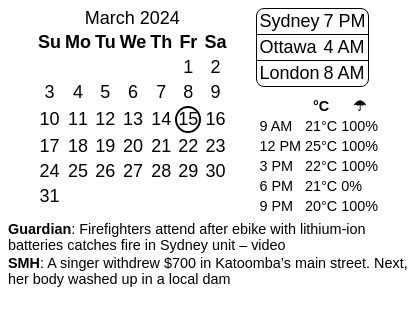 March 2024
Su Mo Tu We Th Fr Sa
1 2
3 4 5 6 7 8 9
10 11 12 13 14 15 16
17 18 19 20 21 22 23
24 25 26 27 28 29 30
31
Sydney 7 PM
Ottawa 4 AM
London 8 AM
°C ☂
9 AM 21°C 100%
12 PM 25°C 100%
3 PM 22°C 100%
6 PM 21°C 0%
9 PM 20°C 100%
Guardian: Firefighters attend after ebike with lithium-ion
batteries catches fire in Sydney unit – video
SMH: A singer withdrew $700 in Katoomba’s main street. Next,
her body washed up in a local dam